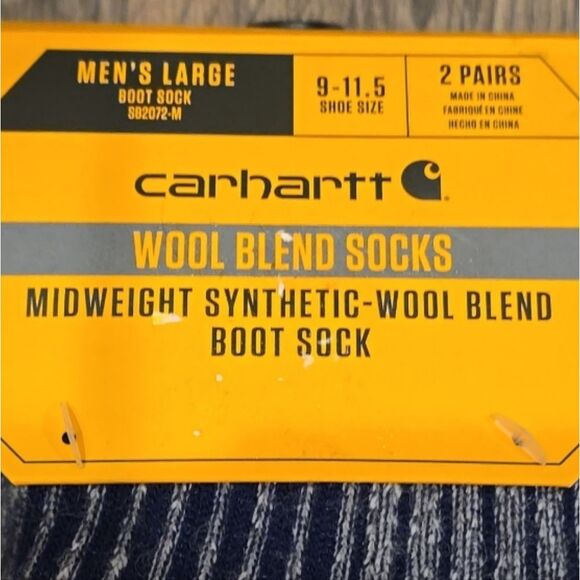 MEN'S LARGE
BOOT SOCK
SB2072-M
9-11.5
SHOE SIZE
2 PAIRS
MADE IN CHINA
FABRIQUÉ EN CHINE
HECHO EN CHINA
carhartt
WOOL BLEND SOCKS
MIDWEIGHT SYNTHETIC-WOOL BLEND
BOOT SOCK